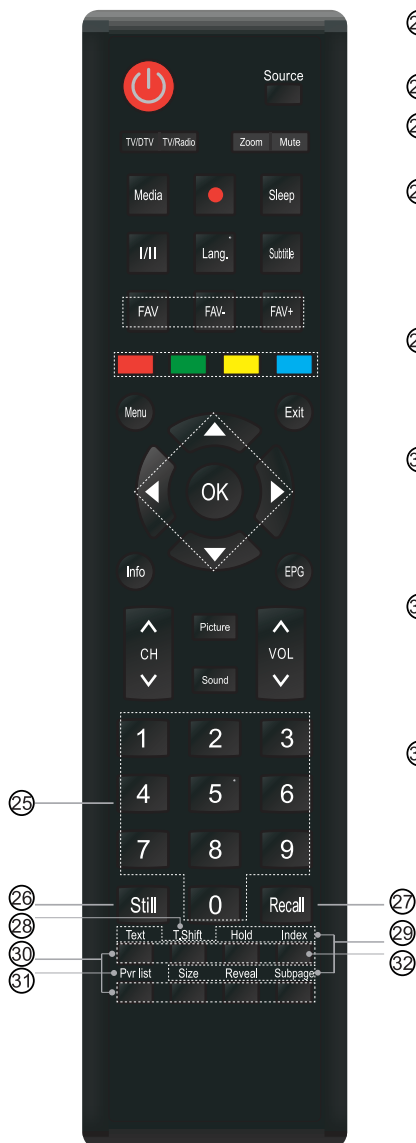 Source
TV/DTV TV/Radio Zoom Mute
Media Sleep
I/II Lang. Subtitle
FAV FAV- FAV+
Menu Exit
OK
Info EPG
CH Picture VOL
Sound
1 2 3
4 5 6
25
7 8 9
Still 0 Recall
26 27
28 Text T.Shift Hold Index 29
30 32
31 Pvr list Size Reveal Subpage